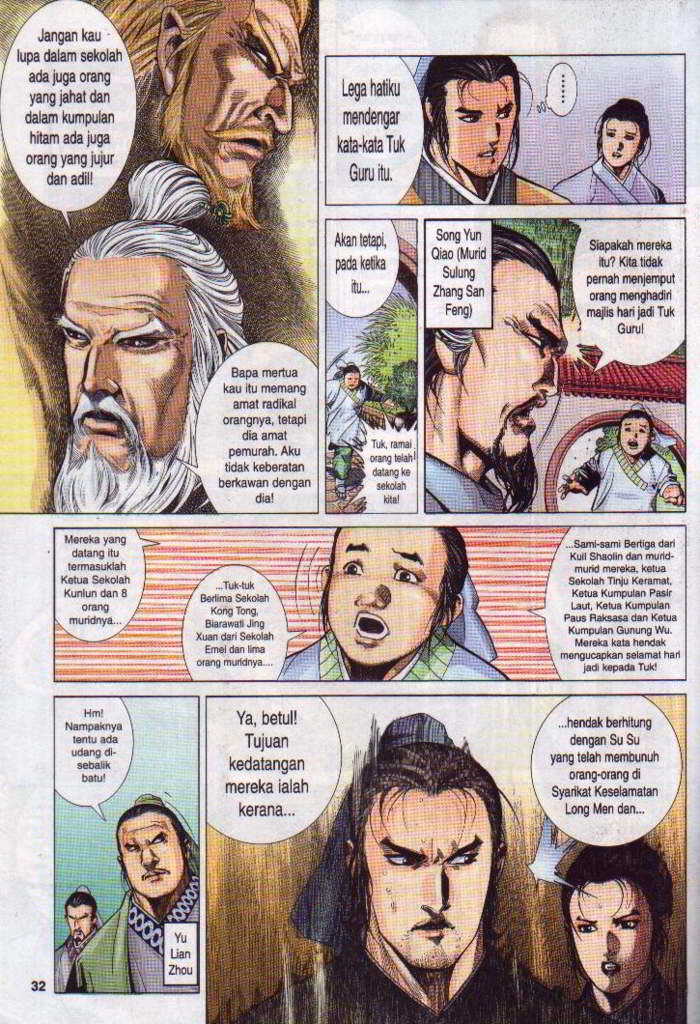 Jangan kau
lupa dalam sekolah
ada juga orang
yang jahat dan
dalam kumpulan
hitam ada juga
orang yang jujur
dan adil!
Bapa mertua
kau itu memang
amat radikal
orangnya, tetapi
dia amat
pemurah. Aku
tidak keberatan
berkawan dengan
dia!
Lega hatiku
mendengar
kata-kata Tuk
Guru itu.
.....
Akan tetapi,
pada ketika
itu...
Tuk, ramai
orang telah
datang ke
sekolah
kita!
Song Yun
Qiao (Murid
Sulung
Zhang San
Feng)
Siapakah mereka
itu? Kita tidak
pernah menjemput
orang menghadiri
majlis hari jadi Tuk
Guru!
Mereka yang
datang itu
termasuklah
Ketua Sekolah
Kunlun dan 8
orang
muridnya...
...Tuk-tuk
Berlima Sekolah
Kong Tong,
Biarawati Jing
Xuan dari Sekolah
Emei dan lima
orang muridnya....
...Sami-sami Bertiga dari
Kuil Shaolin dan murid-
murid mereka, ketua
Sekolah Tinju Keramat,
Ketua Kumpulan Pasir
Laut, Ketua Kumpulan
Paus Raksasa dan Ketua
Kumpulan Gunung Wu.
Mereka kata hendak
mengucapkan selamat hari
jadi kepada Tuk!
Hm!
Nampaknya
tentu ada
udang di-
sebalik
batu!
Yu
Lian
Zhou
Ya, betul!
Tujuan
kedatangan
mereka ialah
kerana...
...hendak berhitung
dengan Su Su
yang telah membunuh
orang-orang di
Syarikat Keselamatan
Long Men dan...
32